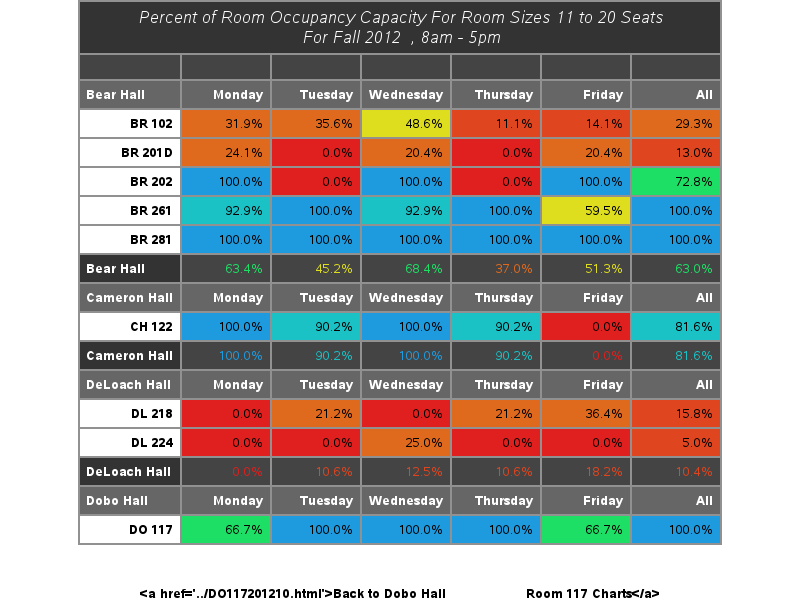 Percent of Room Occupancy Capacity For Room Sizes 11 to 20 Seats
For Fall 2012 , 8am - 5pm
Bear Hall Monday Tuesday Wednesday Thursday Friday All
BR 102 31.9% 35.6% 48.6% 11.1% 14.1% 29.3%
BR 201D 24.1% 0.0% 20.4% 0.0% 20.4% 13.0%
BR 202 100.0% 0.0% 100.0% 0.0% 100.0% 72.8%
BR 261 92.9% 100.0% 92.9% 100.0% 59.5% 100.0%
BR 281 100.0% 100.0% 100.0% 100.0% 100.0% 100.0%
Bear Hall 63.4% 45.2% 68.4% 37.0% 51.3% 63.0%
Cameron Hall Monday Tuesday Wednesday Thursday Friday All
CH 122 100.0% 90.2% 100.0% 90.2% 0.0% 81.6%
Cameron Hall 100.0% 90.2% 100.0% 90.2% 0.0% 81.6%
DeLoach Hall Monday Tuesday Wednesday Thursday Friday All
DL 218 0.0% 21.2% 0.0% 21.2% 36.4% 15.8%
DL 224 0.0% 0.0% 25.0% 0.0% 0.0% 5.0%
DeLoach Hall 0.0% 10.6% 12.5% 10.6% 18.2% 10.4%
Dobo Hall Monday Tuesday Wednesday Thursday Friday All
DO 117 66.7% 100.0% 100.0% 100.0% 66.7% 100.0%
<a href='../DO117201210.html'>Back to Dobo Hall Room 117 Charts</a>